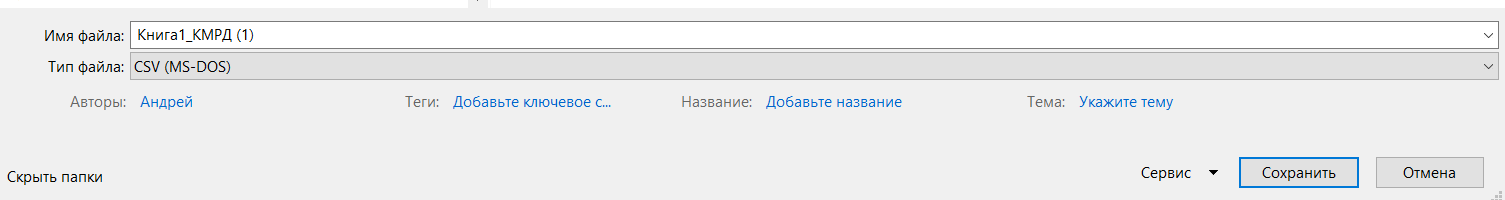 Имя файла: Книга1_КМРД (1)
Тип файла: CSV (MS-DOS)
Авторы: Андрей Теги: Добавьте ключевое с... Название: Добавьте название Тема: Укажите тему
Скрыть папки Сервис Сохранить Отмена